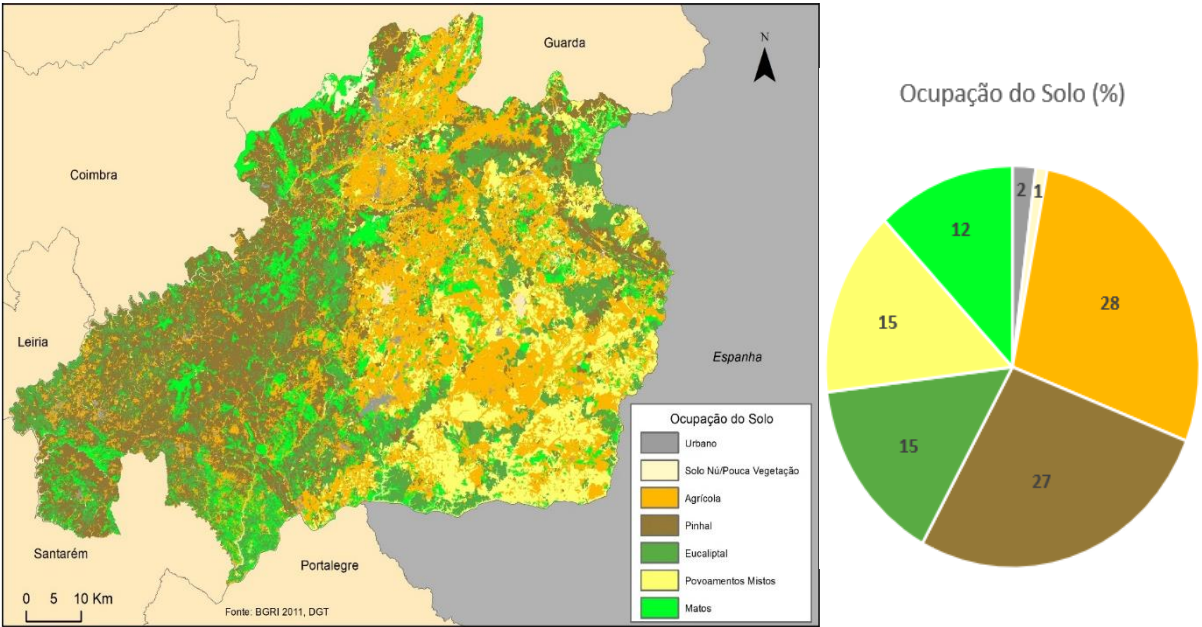 Guarda
N
Coimbra
Leiria
Espanha
Santarém
Portalegre
0 5 10 Km
Fonte: BGRI 2011, DGT
Ocupação do Solo
Urbano
Solo Nú/Pouca Vegetação
Agrícola
Pinhal
Eucaliptal
Povoamentos Mistos
Matos
Ocupação do Solo (%)
2
1
12
28
15
15
27